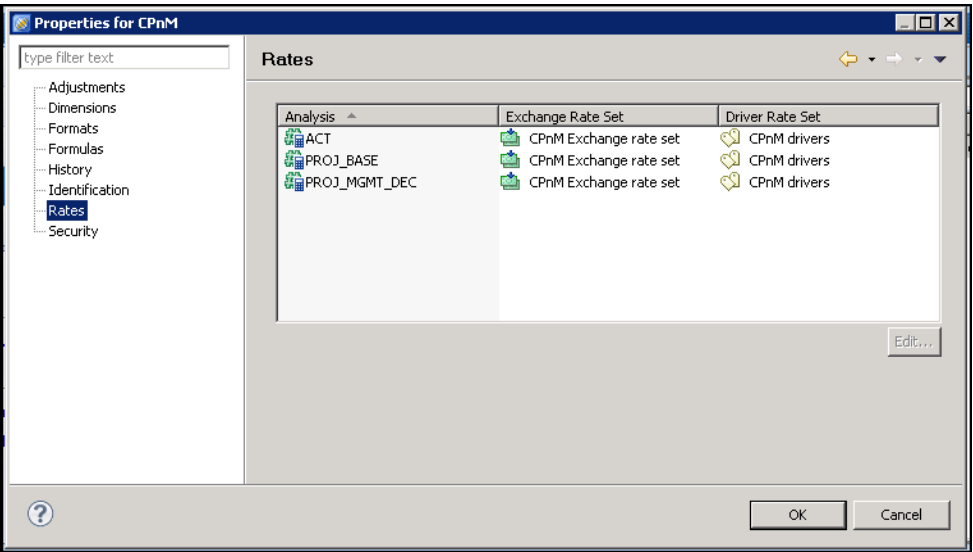 Properties for CPnM
type filter text
Adjustments
Dimensions
Formats
Formulas
History
Identification
Rates
Security
Rates
Analysis Exchange Rate Set Driver Rate Set
ACT CPnM Exchange rate set CPnM drivers
PROJ_BASE CPnM Exchange rate set CPnM drivers
PROJ_MGMT_DEC CPnM Exchange rate set CPnM drivers
Edit...
? OK Cancel